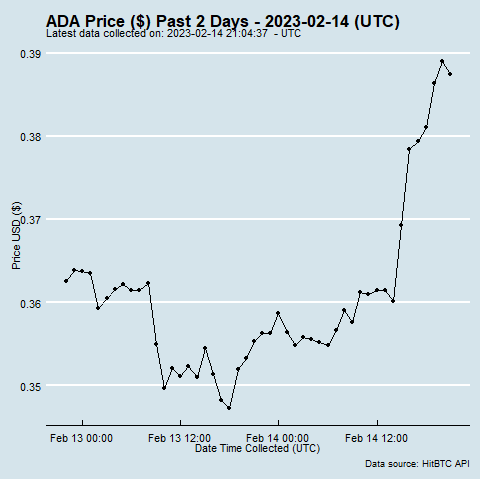 ADA Price ($) Past 2 Days - 2023-02-14 (UTC)
Latest data collected on: 2023-02-14 21:04:37 - UTC
0.39
0.38
0.37
0.36
0.35
Price USD ($)
Feb 13 00:00 Feb 13 12:00 Feb 14 00:00 Feb 14 12:00
Date Time Collected (UTC)
Data source: HitBTC API